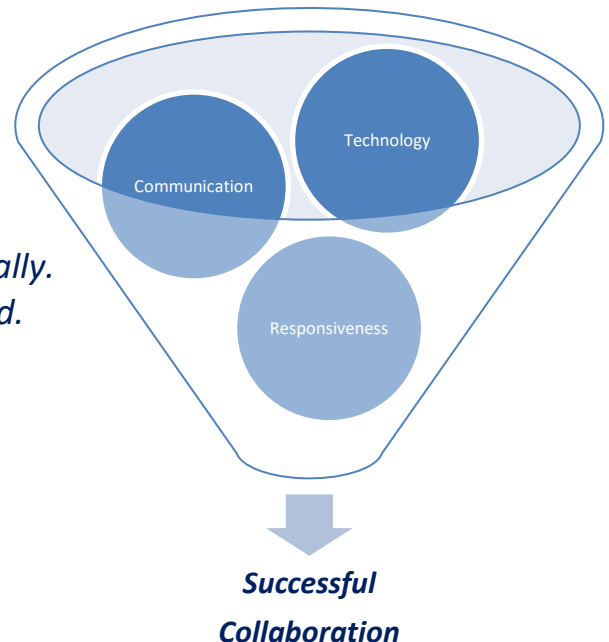 Technology
Communication
ally.
d.
Responsiveness
Successful
Collaboration